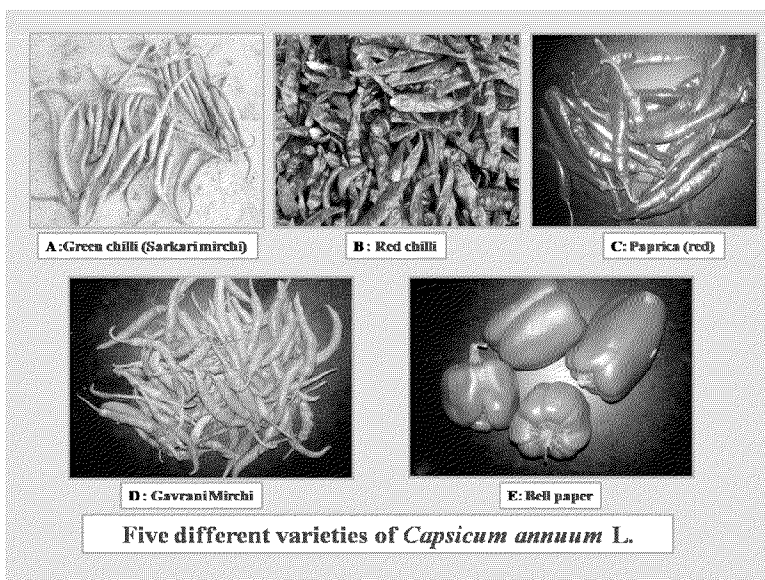 A :Green chilli (Sarkari mirchi)
B : Red chilli
C: Paprica (red)
D : Gavrani Mirchi
E: Bell paper
Five different varieties of Capsicum annuum L.